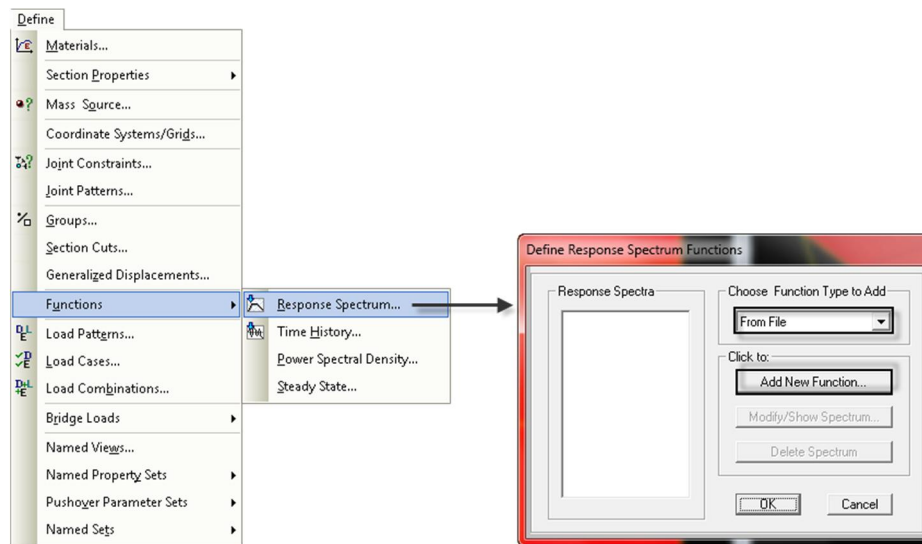 Define
Materials...
Section Properties
Mass Source...
Coordinate Systems/Grids...
Joint Constraints...
Joint Patterns...
Groups...
Section Cuts...
Generalized Displacements...
Functions
Load Patterns...
Load Cases...
Load Combinations...
Bridge Loads
Named Views...
Named Property Sets
Pushover Parameter Sets
Named Sets
Response Spectrum...
Time History...
Power Spectral Density...
Steady State...
Define Response Spectrum Functions
Response Spectra
Choose Function Type to Add
From File
Click to:
Add New Function...
Modify/Show Spectrum...
Delete Spectrum
OK
Cancel